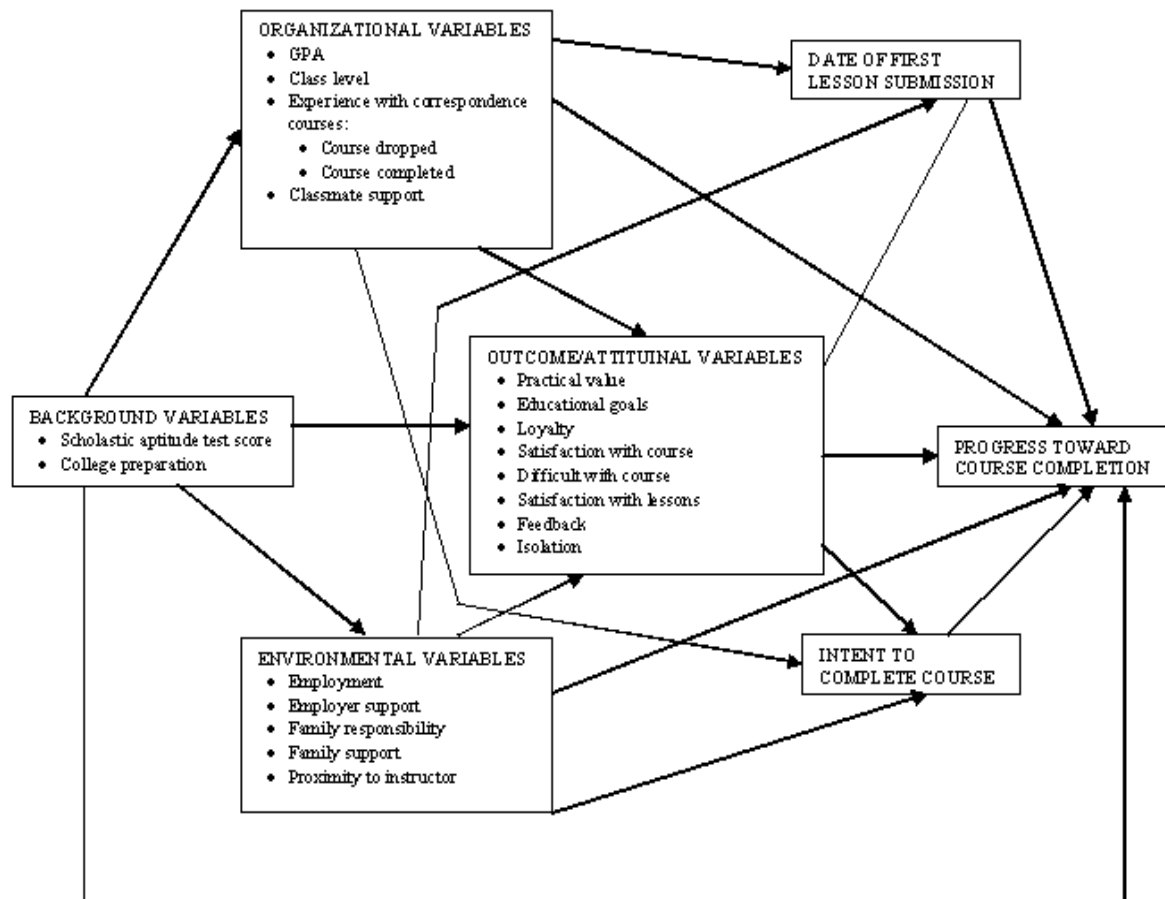 ORGANIZATIONAL VARIABLES
• GPA
• Class level
• Experience with correspondence
courses:
• Course dropped
• Course completed
• Classmate support
DATE OF FIRST
LESSON SUBMISSION
OUTCOME/ATTITUINAL VARIABLES
• Practical value
• Educational goals
• Loyalty
• Satisfaction with course
• Difficult with course
• Satisfaction with lessons
• Feedback
• Isolation
BACKGROUND VARIABLES
• Scholastic aptitude test score
• College preparation
PROGRESS TOWARD
COURSE COMPLETION
ENVIRONMENTAL VARIABLES
• Employment
• Employer support
• Family responsibility
• Family support
• Proximity to instructor
INTENT TO
COMPLETE COURSE